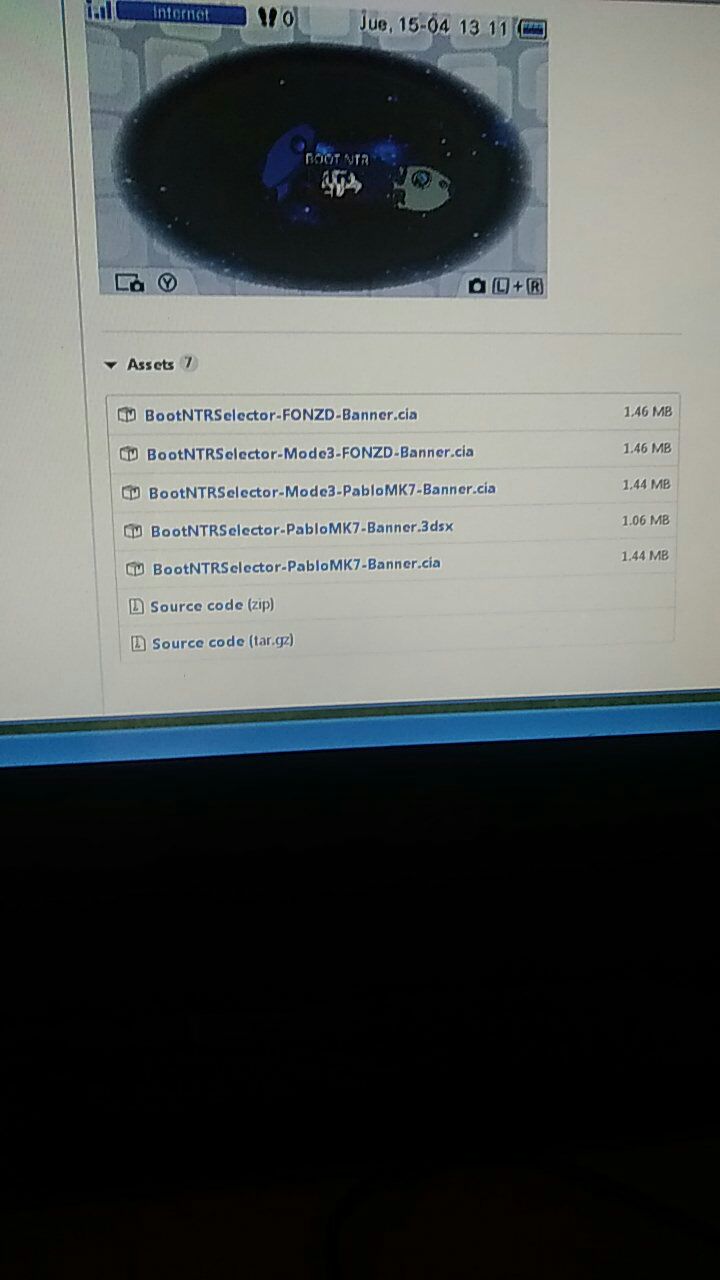 Internet 0 Jue, 15-04 13 11
BOOT NTR
Y L + R
Assets 7
BootNTRSelector-FONZD-Banner.cia 1.46 MB
BootNTRSelector-Mode3-FONZD-Banner.cia 1.46 MB
BootNTRSelector-Mode3-PabloMK7-Banner.cia 1.44 MB
BootNTRSelector-PabloMK7-Banner.3dsx 1.06 MB
BootNTRSelector-PabloMK7-Banner.cia 1.44 MB
Source code (zip)
Source code (tar.gz)